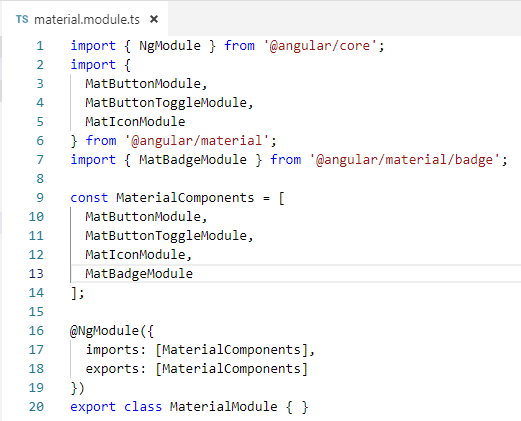 TS material.module.ts ×
1 import { NgModule } from '@angular/core';
2 import {
3   MatButtonModule,
4   MatButtonToggleModule,
5   MatIconModule
6 } from '@angular/material';
7 import { MatBadgeModule } from '@angular/material/badge';
8
9 const MaterialComponents = [
10   MatButtonModule,
11   MatButtonToggleModule,
12   MatIconModule,
13   MatBadgeModule
14 ];
15
16 @NgModule({
17   imports: [MaterialComponents],
18   exports: [MaterialComponents]
19 })
20 export class MaterialModule { }